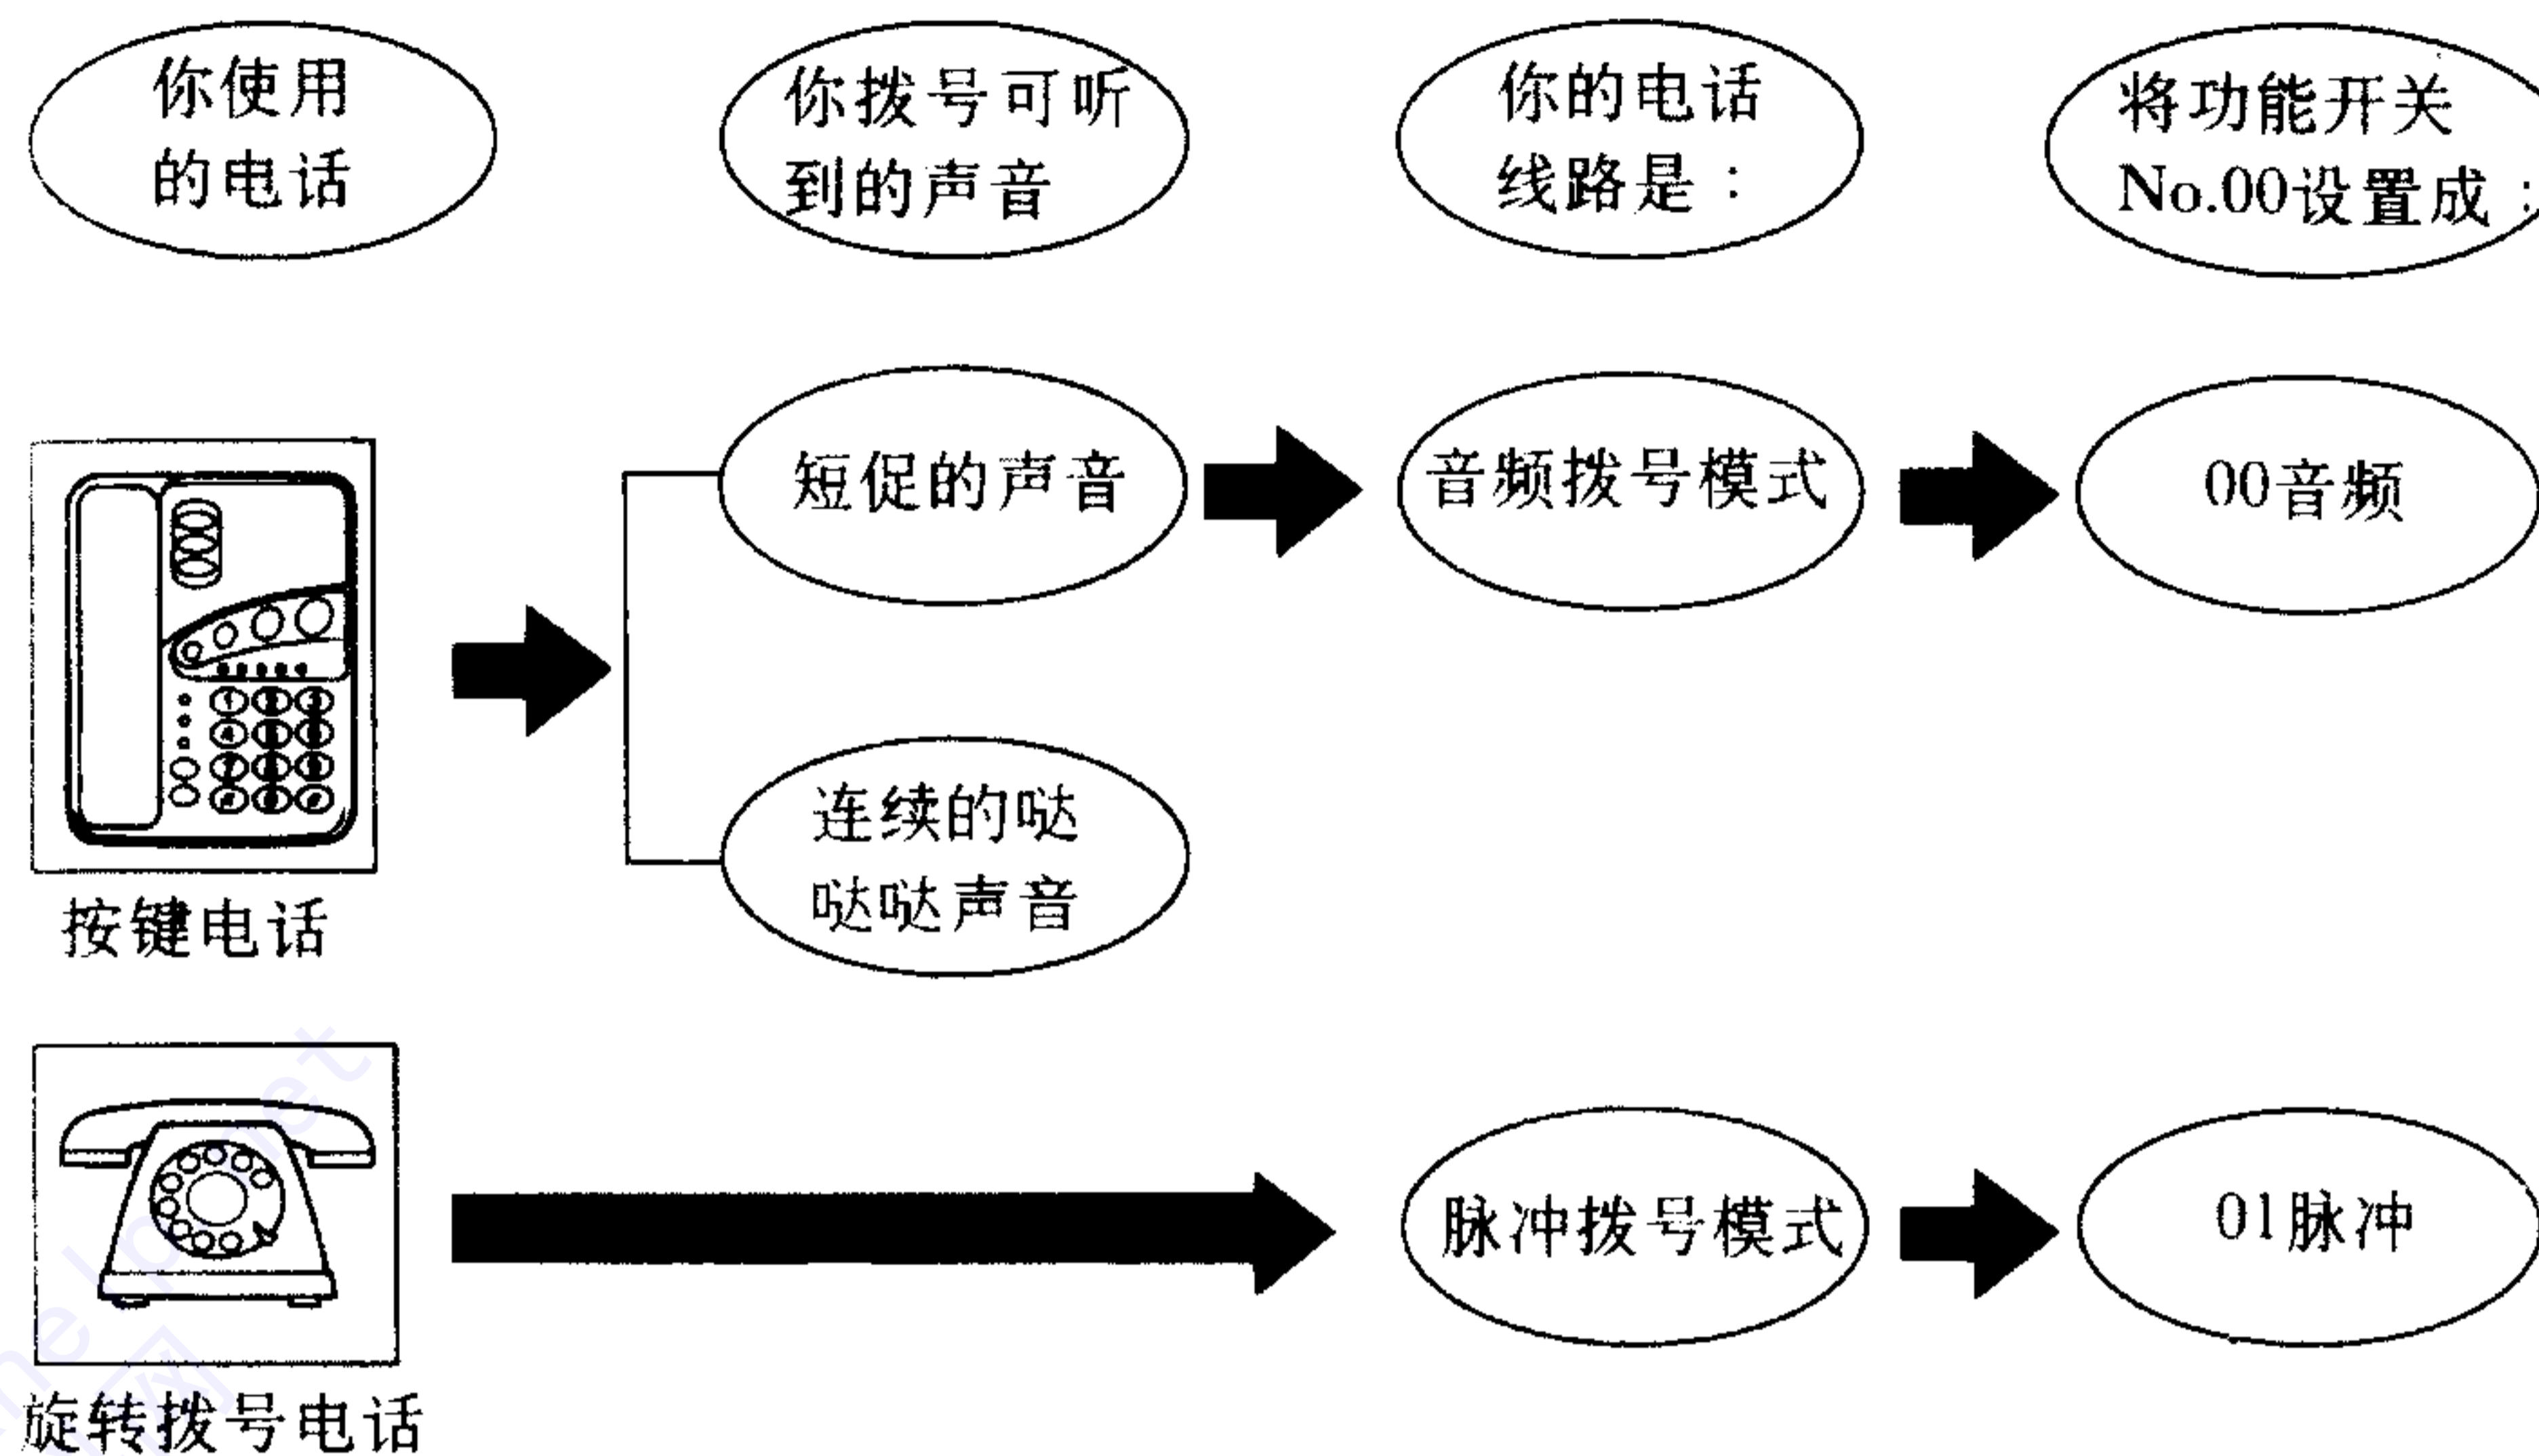 你使用
的电话
你拨号可听
到的声音
你的电话
线路是：
将功能开关
No.00设置成：
短促的声音
音频拨号模式
00音频
连续的哒
哒哒声音
按键电话
脉冲拨号模式
01脉冲
旋转拨号电话